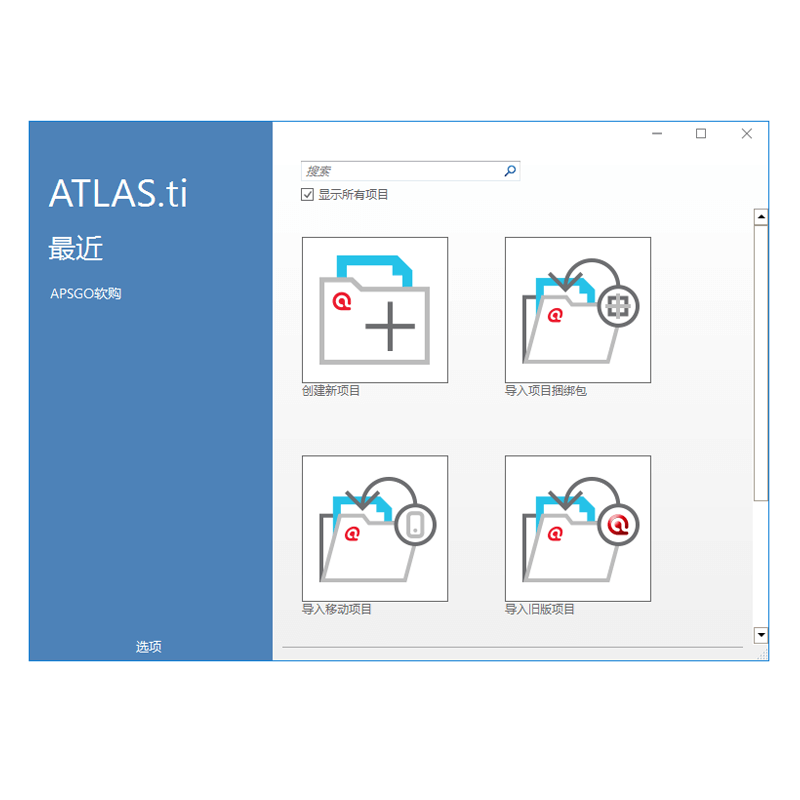 ATLAS.ti
最近
APSGO软购
选项
搜索
显示所有项目
创建新项目
导入项目捆绑包
导入移动项目
导入旧版项目